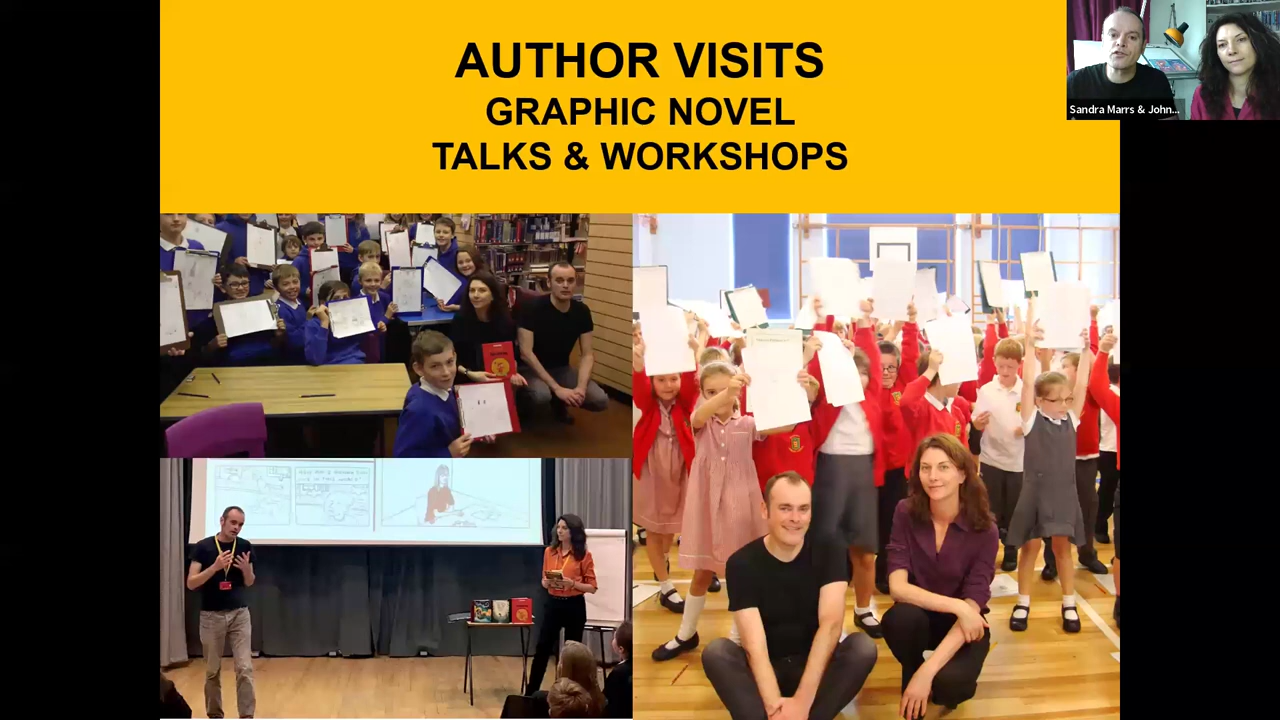 AUTHOR VISITS
GRAPHIC NOVEL
TALKS & WORKSHOPS
Sandra Marrs & John...